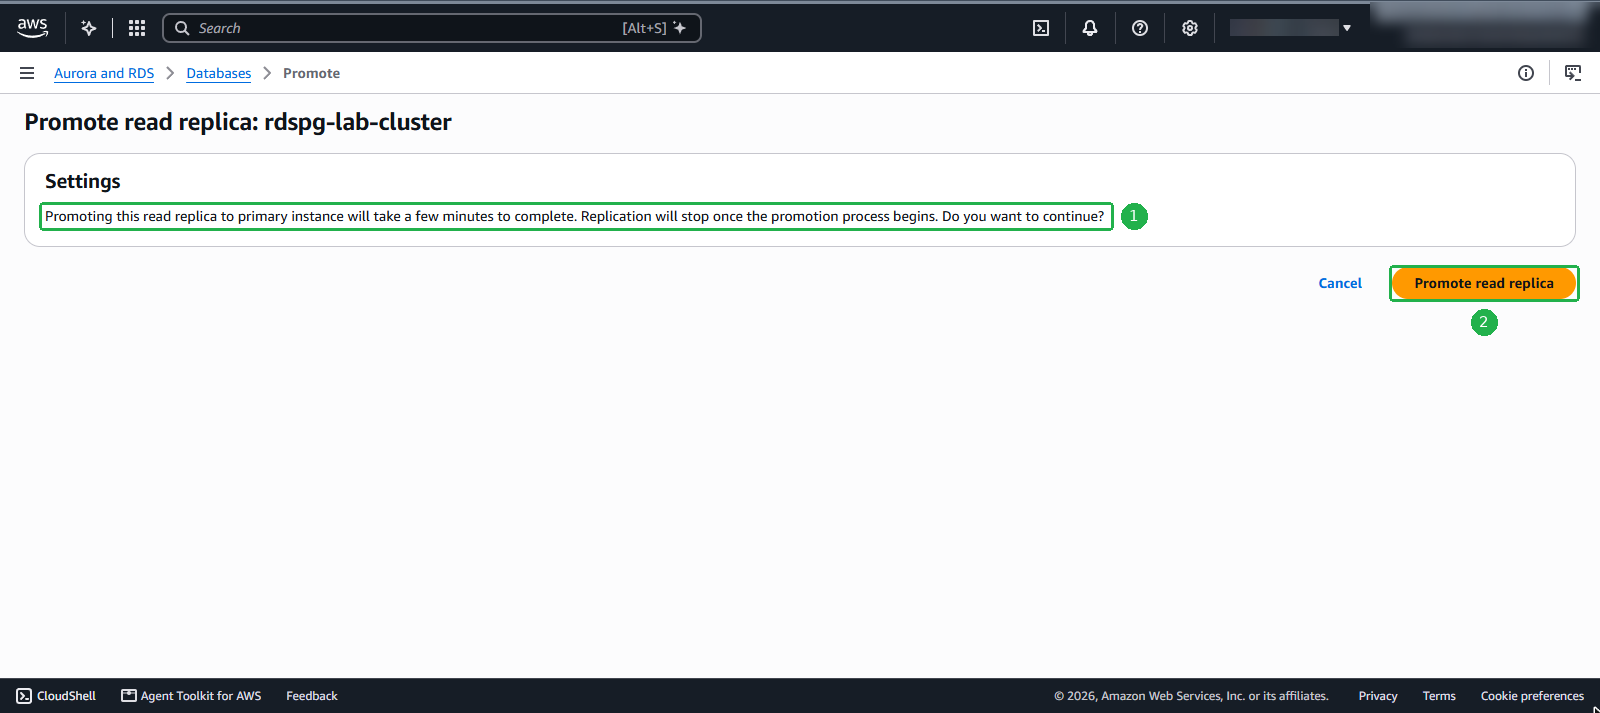 aws
Search [Alt+S]
Aurora and RDS > Databases > Promote
Promote read replica: rdspg-lab-cluster
Settings
Promoting this read replica to primary instance will take a few minutes to complete. Replication will stop once the promotion process begins. Do you want to continue? 1
Cancel Promote read replica
2
CloudShell Agent Toolkit for AWS Feedback © 2026, Amazon Web Services, Inc. or its affiliates. Privacy Terms Cookie preferences